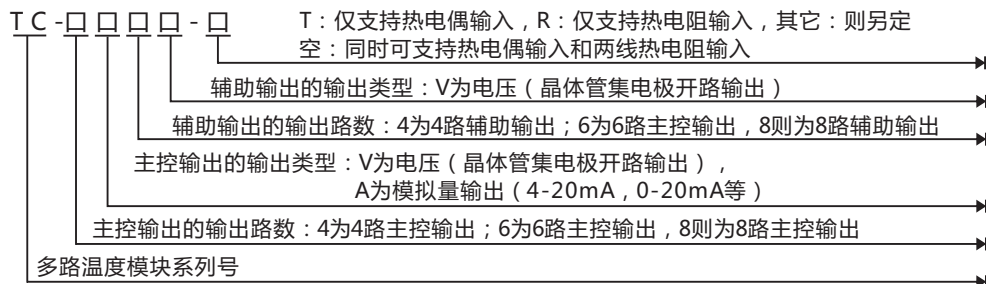 TC-口口口口-口 T：仅支持热电偶输入，R：仅支持热电阻输入，其它：则另定
空：同时可支持热电偶输入和两线热电阻输入
辅助输出的输出类型：V为电压（晶体管集电极开路输出）
辅助输出的输出路数：4为4路辅助输出；6为6路主控输出，8则为8路辅助输出
主控输出的输出类型：V为电压（晶体管集电极开路输出），
A为模拟量输出（4-20mA，0-20mA等）
主控输出的输出路数：4为4路主控输出；6为6路主控输出，8则为8路主控输出
多路温度模块系列号